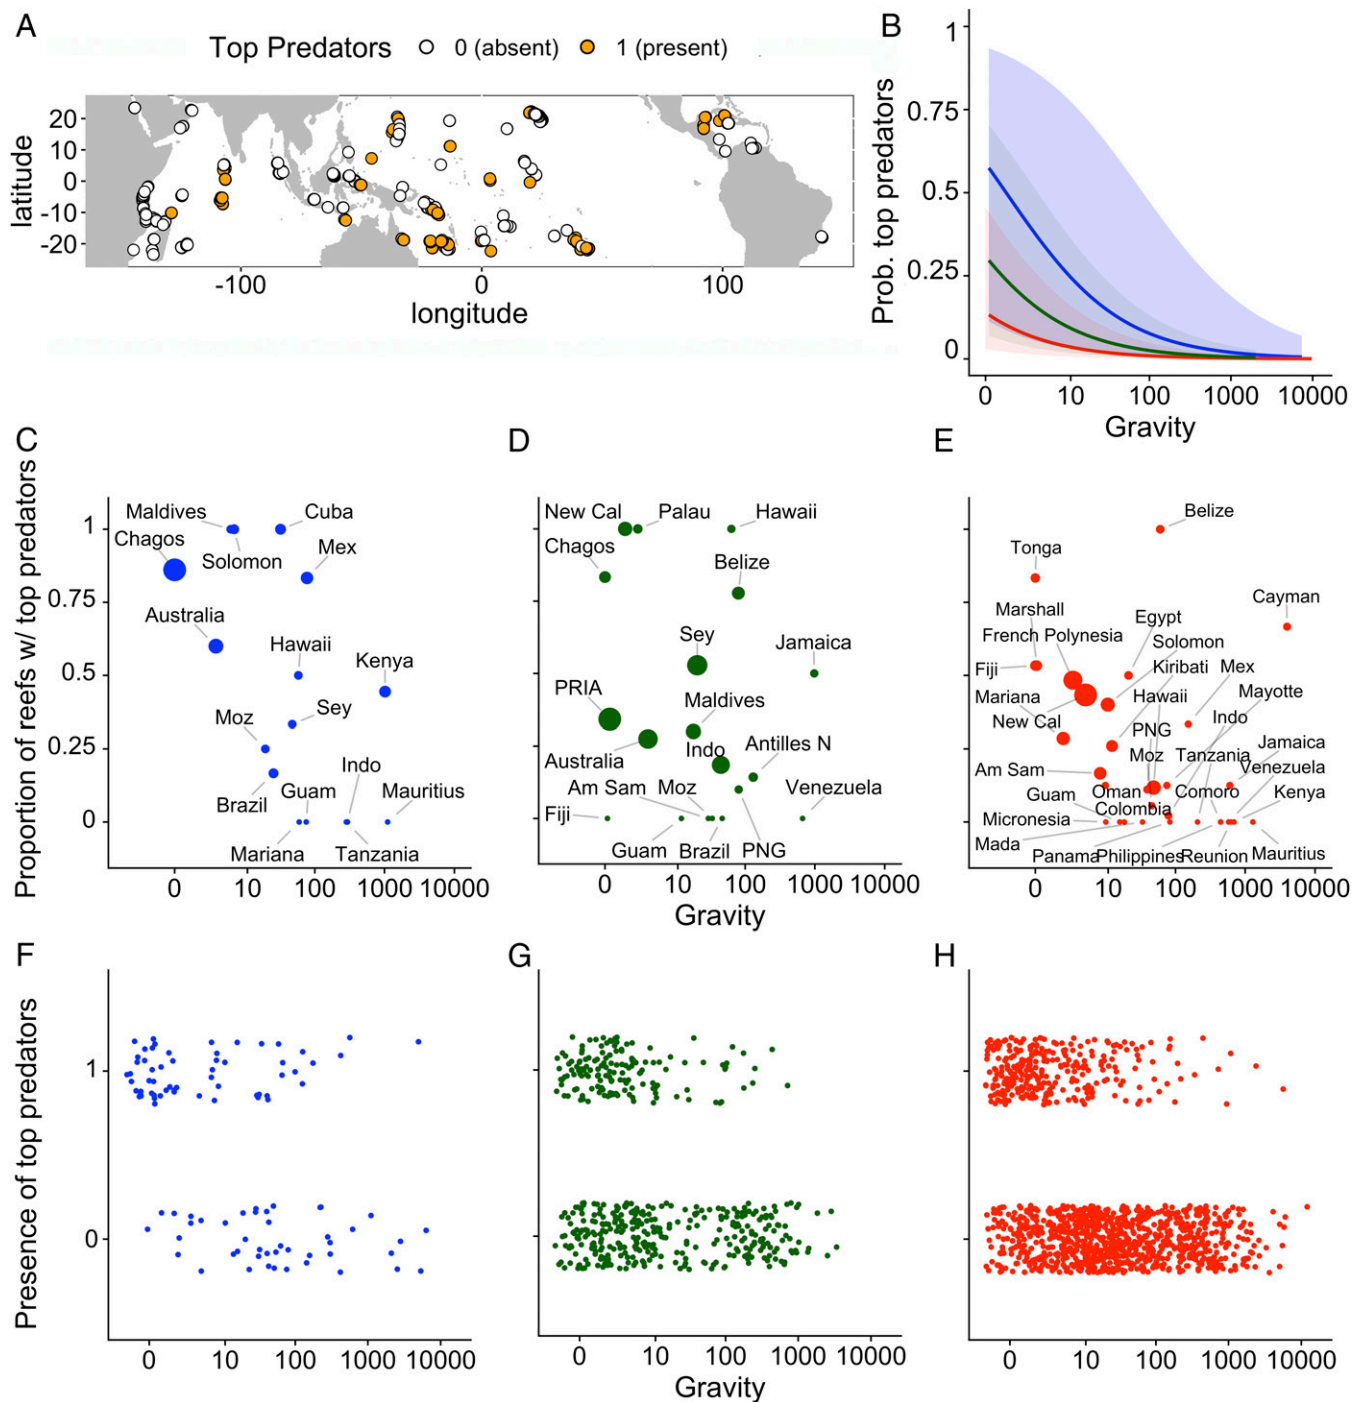 A
Top Predators 0 (absent) 1 (present)
latitude
20
10
0
-10
-20
-100 0 100
longitude
B
Prob. top predators
1
0.75
0.5
0.25
0
0 10 100 1000 10000
Gravity
C
Proportion of reefs w/ top predators
1
0.75
0.5
0.25
0
Maldives
Cuba
Chagos
Solomon
Mex
Australia
Hawaii
Kenya
Moz
Sey
Indo
Brazil
Guam
Mauritius
Mariana
Tanzania
0 10 100 1000 10000
D
New Cal
Palau
Hawaii
Chagos
Belize
Sey
Jamaica
PRIA
Maldives
Australia
Indo
Antilles N
Am Sam
Moz
Venezuela
Fiji
Guam
Brazil
PNG
0 10 100 1000 10000
Gravity
E
Belize
Tonga
Cayman
Marshall
Egypt
French Polynesia
Solomon
Fiji
Kiribati
Mex
Mariana
Hawaii
Mayotte
New Cal
PNG
Indo
Moz
Tanzania
Jamaica
Am Sam
Venezuela
Guam
Oman
Comoro
Kenya
Micronesia
Colombia
Mada
Panama
Philippines
Reunion
Mauritius
0 10 100 1000 10000
F
Presence of top predators
1
0
0 10 100 1000 10000
G
0 10 100 1000 10000
Gravity
H
0 10 100 1000 10000